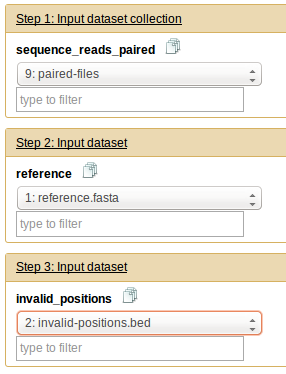 Step 1: Input dataset collection
sequence_reads_paired
9: paired-files
type to filter
Step 2: Input dataset
reference
1: reference.fasta
type to filter
Step 3: Input dataset
invalid_positions
2: invalid-positions.bed
type to filter